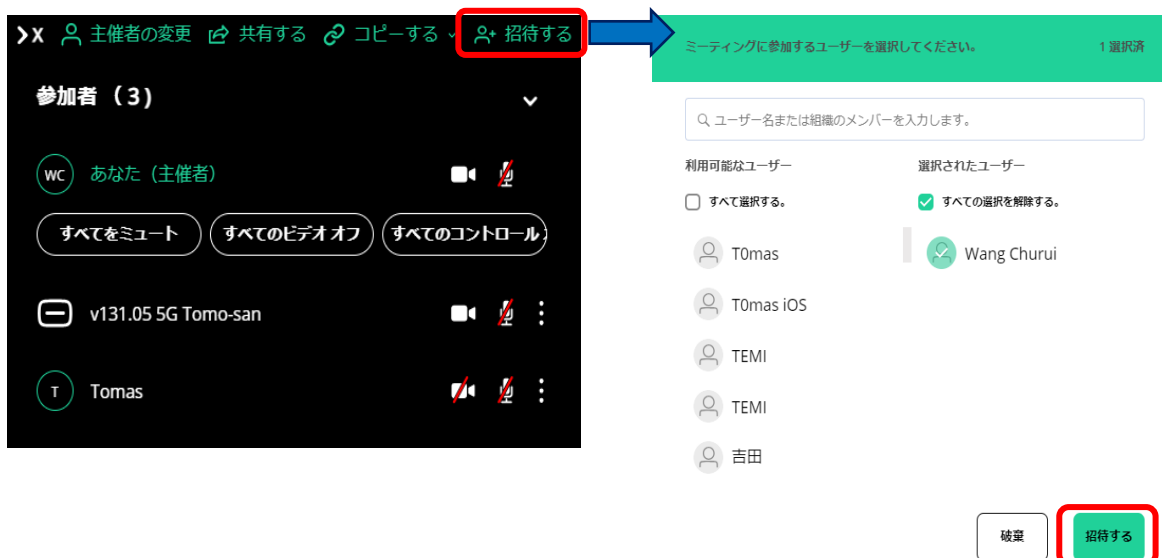 主催者の変更 共有する コピーする 招待する
参加者 （3）
WC あなた（主催者）
すべてをミュート すべてのビデオ オフ すべてのコントロール
v131.05 5G Tomo-san
T Tomas
ミーティングに参加するユーザーを選択してください。 1 選択済
ユーザー名または組織のメンバーを入力します。
利用可能なユーザー 選択されたユーザー
すべて選択する。 すべての選択を解除する。
T0mas Wang Churui
T0mas iOS
TEMI
TEMI
吉田
破棄 招待する